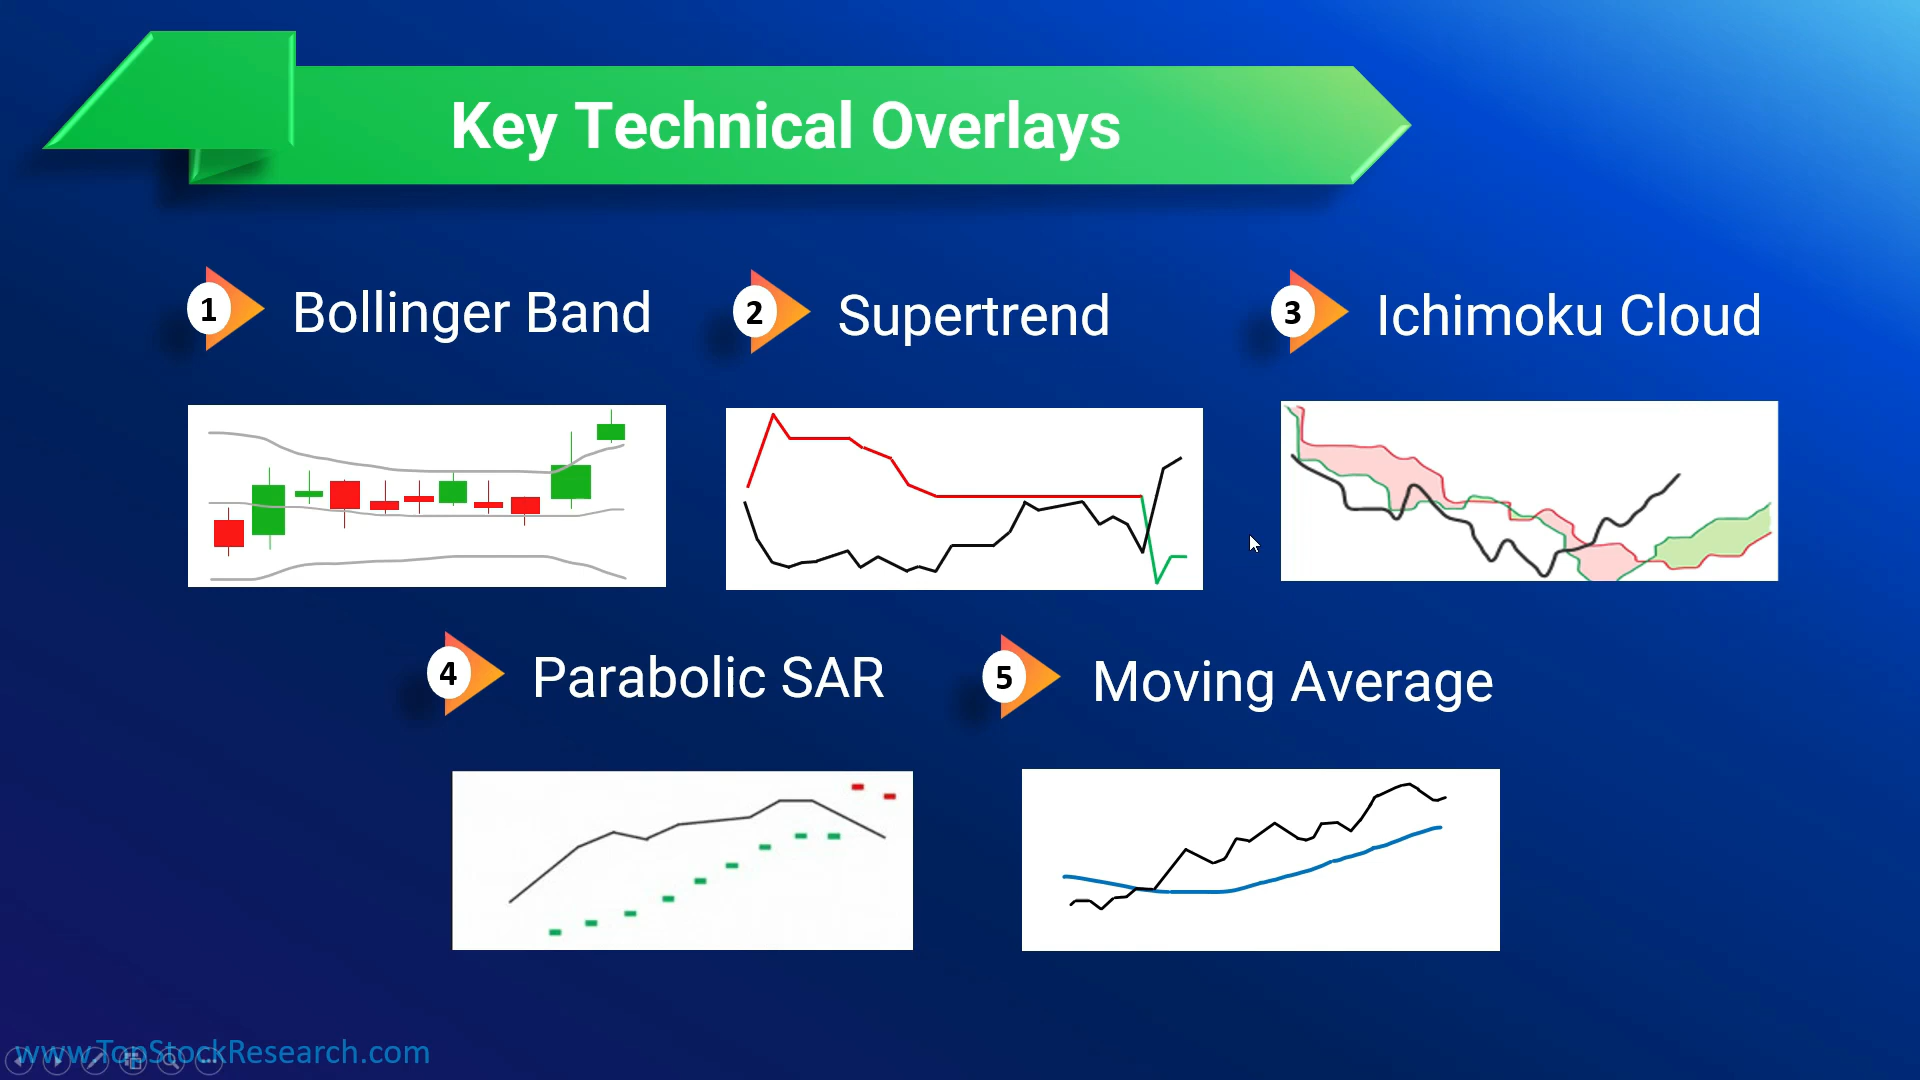 Key Technical Overlays
1 Bollinger Band
2 Supertrend
3 Ichimoku Cloud
4 Parabolic SAR
5 Moving Average
www.TopStockResearch.com